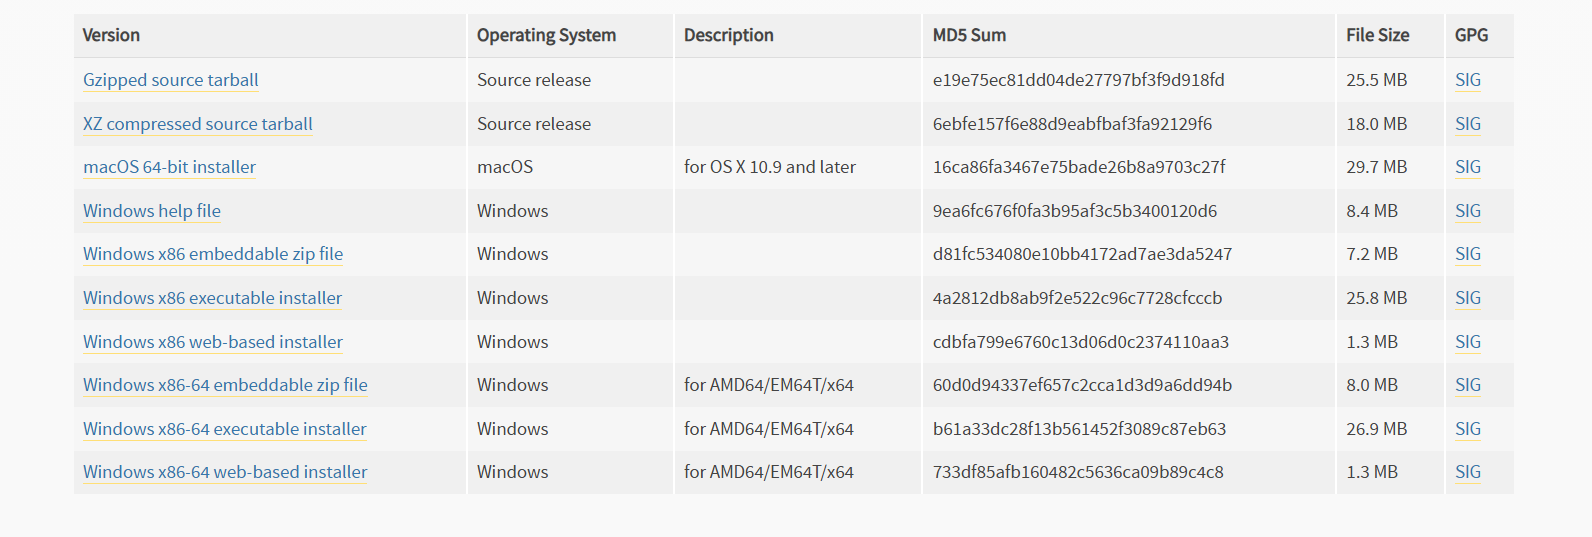 Version Operating System Description MD5 Sum File Size GPG
Gzipped source tarball Source release e19e75ec81dd04de27797bf3f9d918fd 25.5 MB SIG
XZ compressed source tarball Source release 6ebfe157f6e88d9eabfbaf3fa92129f6 18.0 MB SIG
macOS 64-bit installer macOS for OS X 10.9 and later 16ca86fa3467e75bade26b8a9703c27f 29.7 MB SIG
Windows help file Windows 9ea6fc676f0fa3b95af3c5b3400120d6 8.4 MB SIG
Windows x86 embeddable zip file Windows d81fc534080e10bb4172ad7ae3da5247 7.2 MB SIG
Windows x86 executable installer Windows 4a2812db8ab9f2e522c96c7728cfcccb 25.8 MB SIG
Windows x86 web-based installer Windows cdbfa799e6760c13d06d0c2374110aa3 1.3 MB SIG
Windows x86-64 embeddable zip file Windows for AMD64/EM64T/x64 60d0d94337ef657c2cca1d3d9a6dd94b 8.0 MB SIG
Windows x86-64 executable installer Windows for AMD64/EM64T/x64 b61a33dc28f13b561452f3089c87eb63 26.9 MB SIG
Windows x86-64 web-based installer Windows for AMD64/EM64T/x64 733df85afb160482c5636ca09b89c4c8 1.3 MB SIG